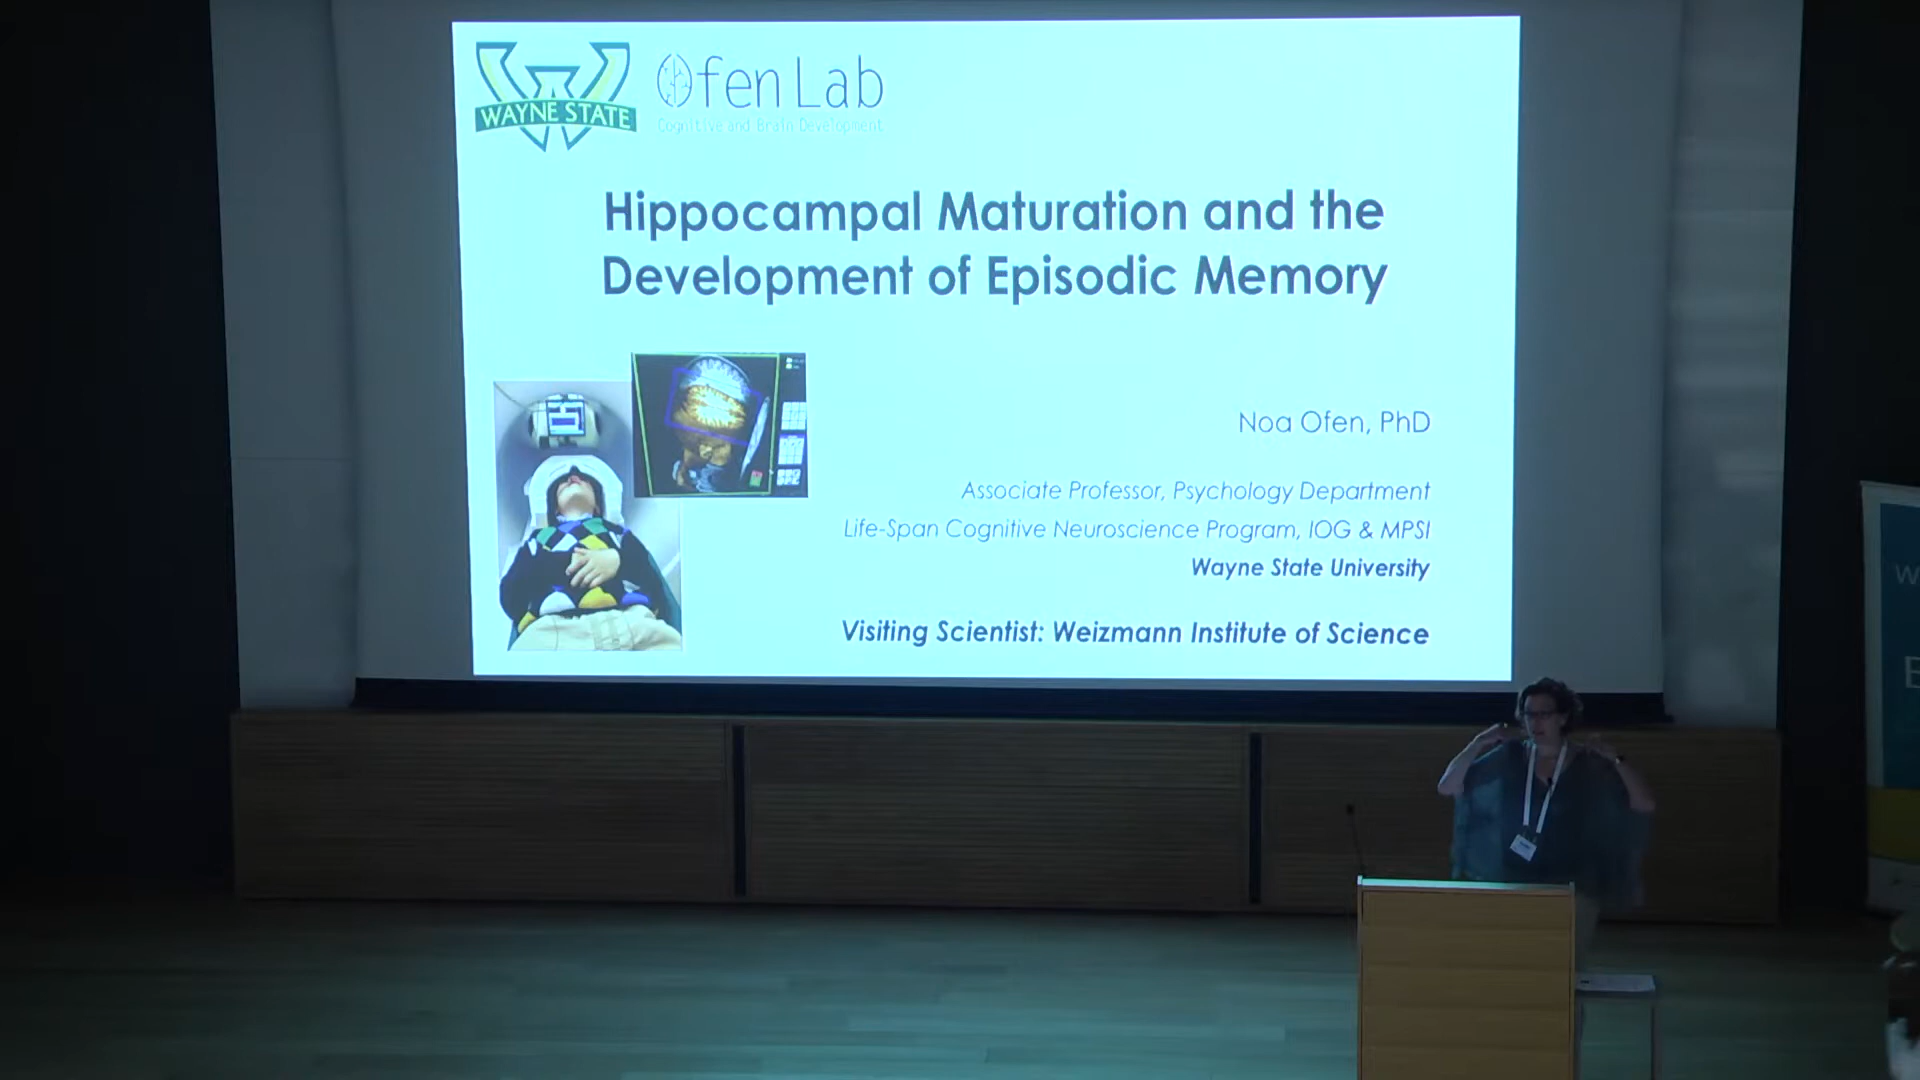 WAYNE STATE
Ofen Lab
Cognitive and Brain Development
Hippocampal Maturation and the
Development of Episodic Memory
Noa Ofen, PhD
Associate Professor, Psychology Department
Life-Span Cognitive Neuroscience Program, IOG & MPSI
Wayne State University
Visiting Scientist: Weizmann Institute of Science